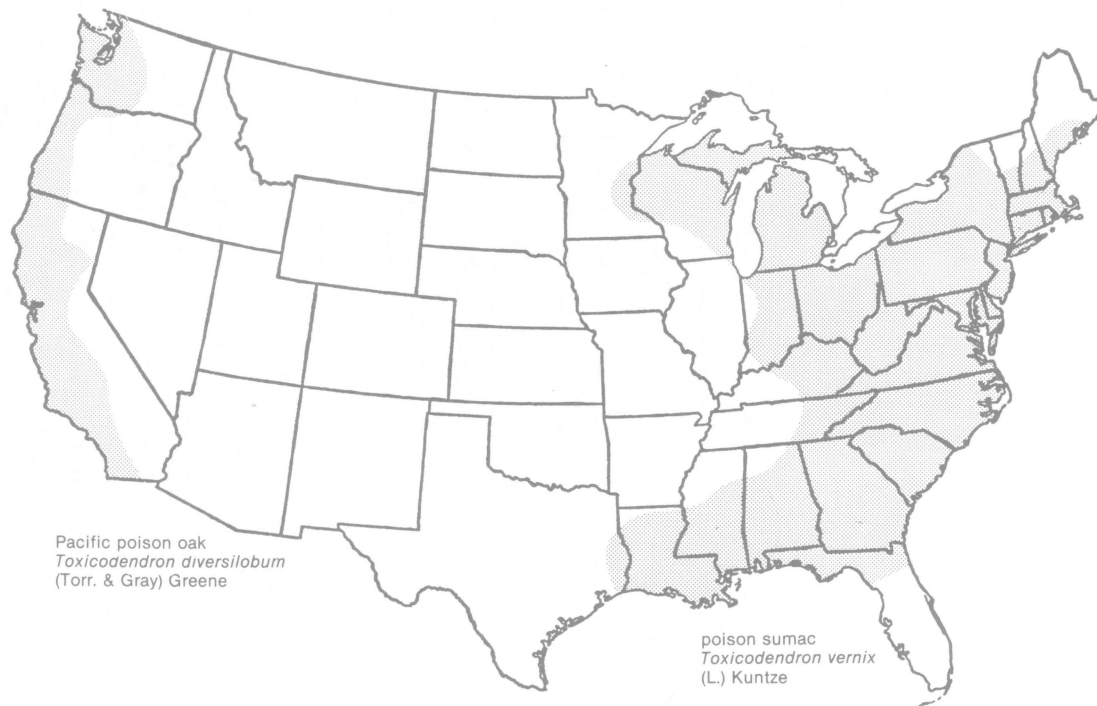 Pacific poison oak
Toxicodendron diversilobum
(Torr. & Gray) Greene
poison sumac
Toxicodendron vernix
(L.) Kuntze